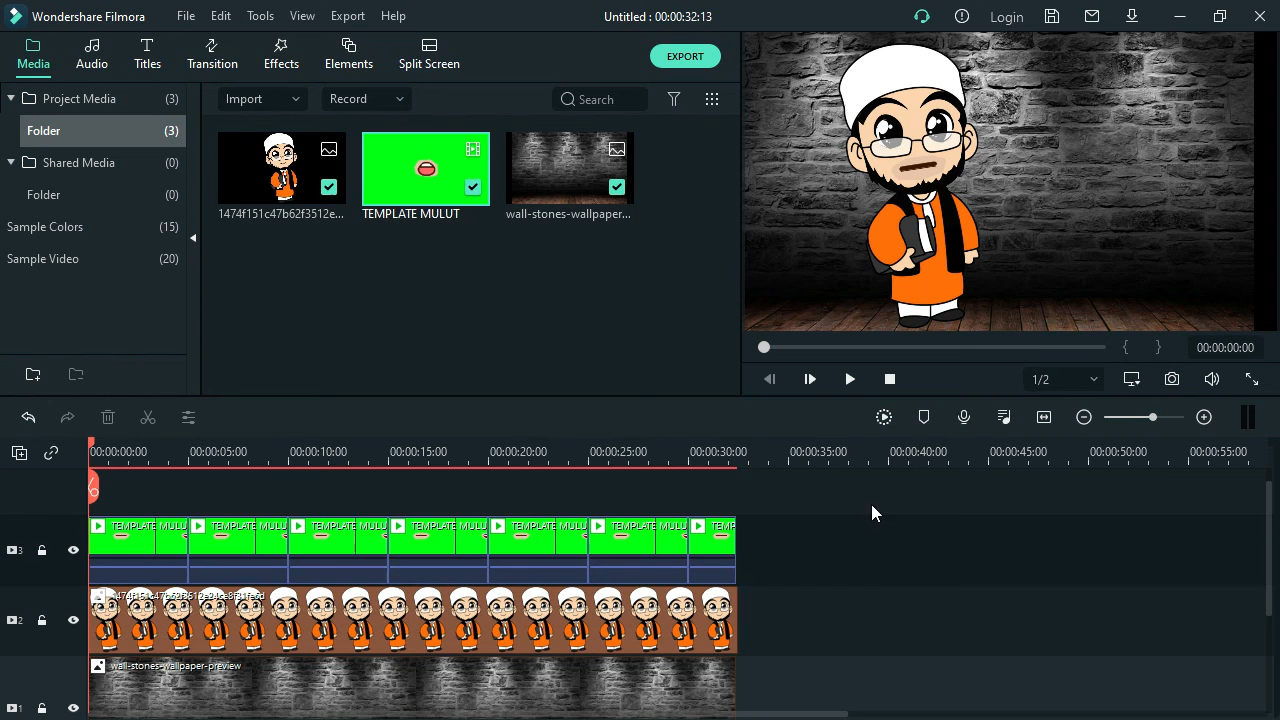 Wondershare Filmora File Edit Tools View Export Help Untitled : 00:00:32:13 Login
Media Audio Titles Transition Effects Elements Split Screen EXPORT
Project Media (3)
Folder (3)
Shared Media (0)
Folder (0)
Sample Colors (15)
Sample Video (20)
Import Record Search
1474f151c47b62f3512e... TEMPLATE MULUT wall-stones-wallpaper...
{ } 00:00:00:00
1/2
00:00:00:00 00:00:05:00 00:00:10:00 00:00:15:00 00:00:20:00 00:00:25:00 00:00:30:00 00:00:35:00 00:00:40:00 00:00:45:00 00:00:50:00 00:00:55:00
3 TEMPLATE MULU TEMPLATE MULU TEMPLATE MULU TEMPLATE MULU TEMPLATE MULU TEMPLATE MULU TEMP
2
1 wall-stones-wallpaper-preview